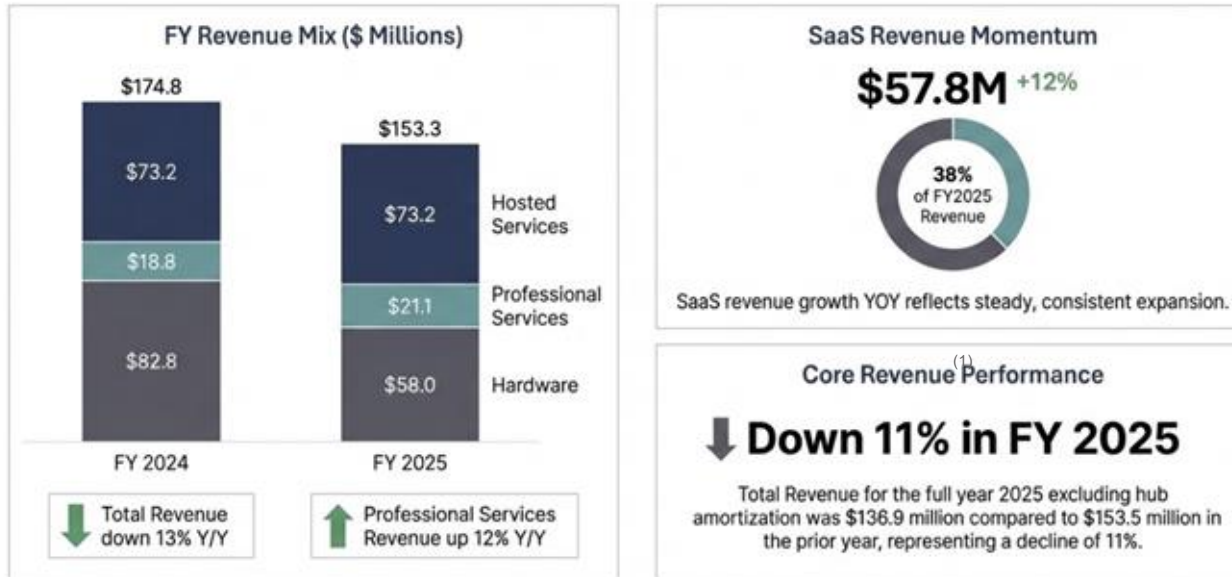 FY Revenue Mix ($ Millions)
$174.8
$153.3
$73.2
$73.2
Hosted
Services
$18.8
$21.1
Professional
Services
$82.8
$58.0
Hardware
FY 2024
FY 2025
Total Revenue
down 13% Y/Y
Professional Services
Revenue up 12% Y/Y
SaaS Revenue Momentum
$57.8M +12%
38%
of FY2025
Revenue
SaaS revenue growth YOY reflects steady, consistent expansion.
Core Revenue Performance (1)
Down 11% in FY 2025
Total Revenue for the full year 2025 excluding hub
amortization was $136.9 million compared to $153.5 million in
the prior year, representing a decline of 11%.